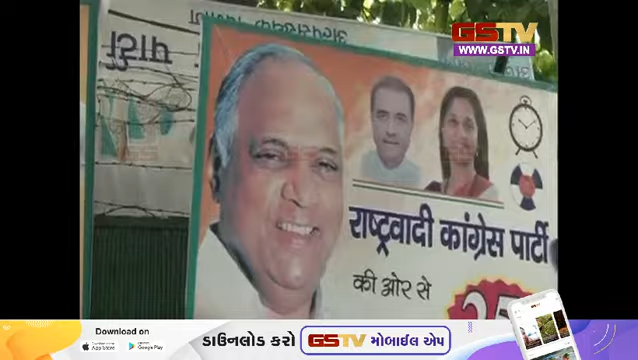 GSTV
WWW.GSTV.IN
राष्ट्रवादी कांग्रेस पार्टी
की ओर से
Download on
App Store
Google Play
ડાઉનલોડ કરો GSTV મોબાઈલ એપ